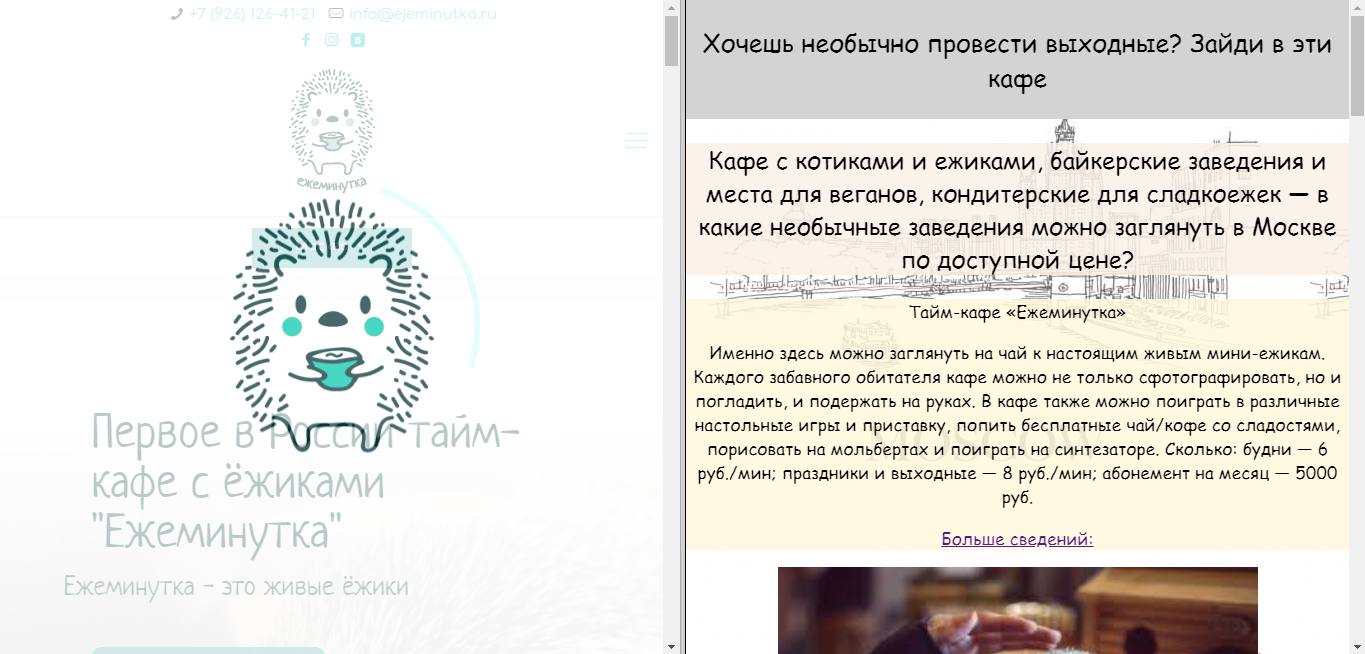 +7 (926) 126-41-21 info@ejeminutka.ru
ежеминутка
Первое в России тайм-
кафе с ёжиками
"Ежеминутка"
Ежеминутка - это живые ёжики
Хочешь необычно провести выходные? Зайди в эти
кафе
Кафе с котиками и ежиками, байкерские заведения и
места для веганов, кондитерские для сладкоежек — в
какие необычные заведения можно заглянуть в Москве
по доступной цене?
Тайм-кафе «Ежеминутка»
Именно здесь можно заглянуть на чай к настоящим живым мини-ежикам.
Каждого забавного обитателя кафе можно не только сфотографировать, но и
погладить, и подержать на руках. В кафе также можно поиграть в различные
настольные игры и приставку, попить бесплатные чай/кофе со сладостями,
порисовать на мольбертах и поиграть на синтезаторе. Сколько: будни — 6
руб./мин; праздники и выходные — 8 руб./мин; абонемент на месяц — 5000
руб.
MOSCOW
Больше сведений: